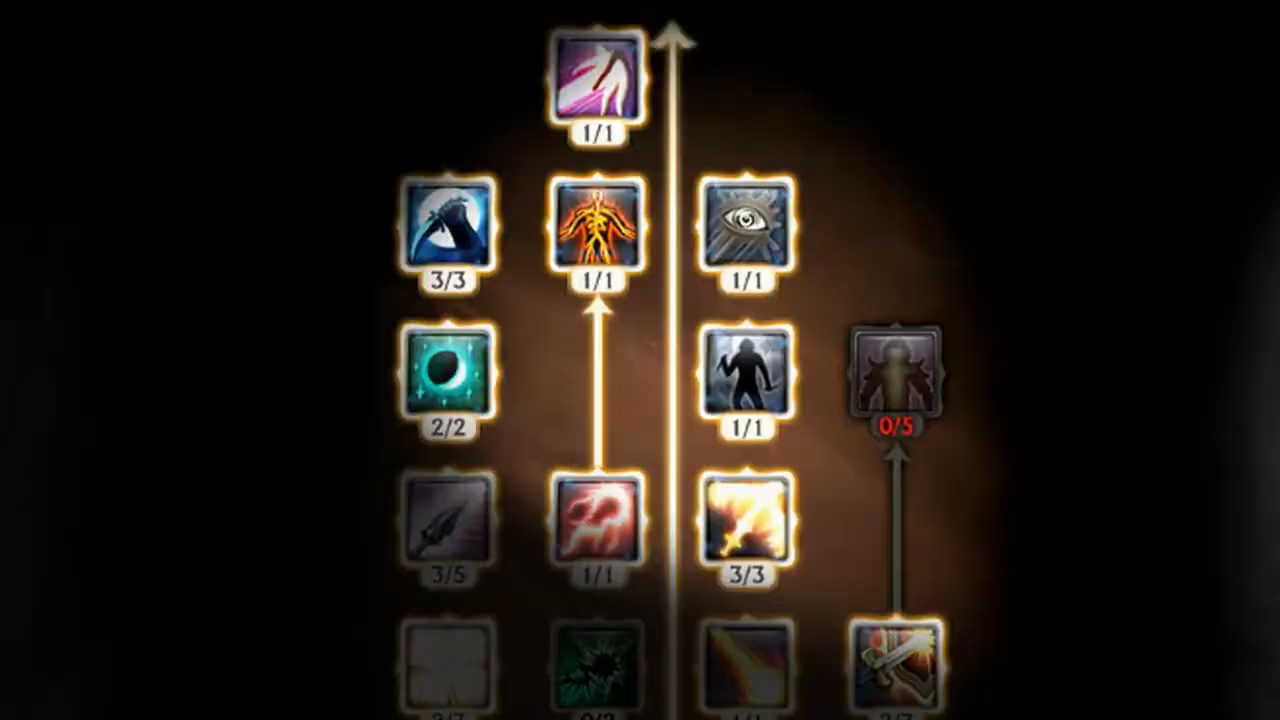 1/1
3/3 1/1 1/1
2/2 1/1 0/5
3/5 1/1 3/3